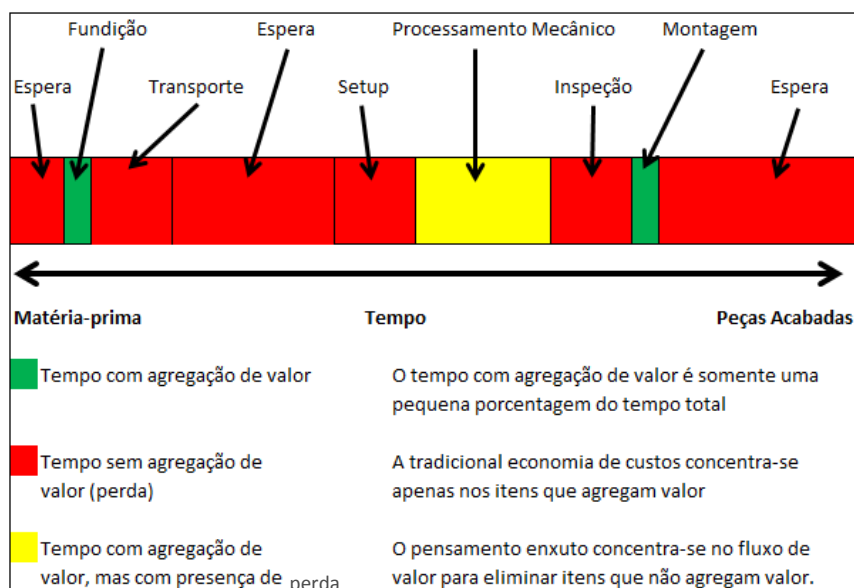 Fundição Espera Processamento Mecânico Montagem
Espera Transporte Setup Inspeção Espera
Matéria-prima Tempo Peças Acabadas
Tempo com agregação de valor
O tempo com agregação de valor é somente uma
pequena porcentagem do tempo total
Tempo sem agregação de
valor (perda)
A tradicional economia de custos concentra-se
apenas nos itens que agregam valor
Tempo com agregação de
valor, mas com presença de perda
O pensamento enxuto concentra-se no fluxo de
valor para eliminar itens que não agregam valor.